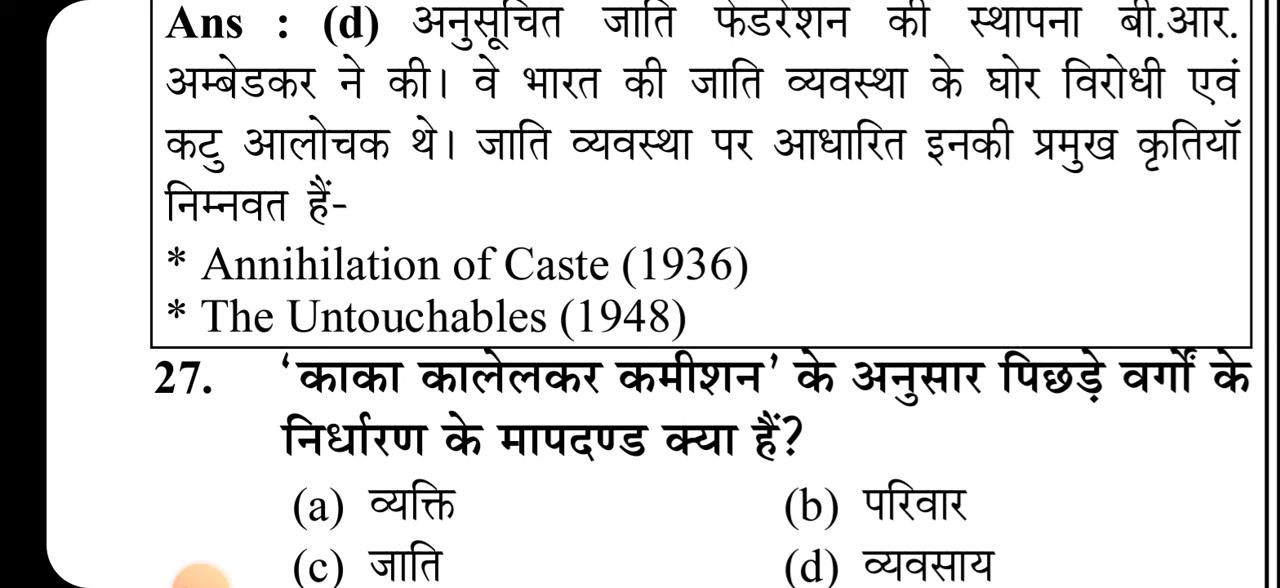 Ans : (d) अनुसूचित जाति फेडरेशन की स्थापना बी.आर.
अम्बेडकर ने की। वे भारत की जाति व्यवस्था के घोर विरोधी एवं
कटु आलोचक थे। जाति व्यवस्था पर आधारित इनकी प्रमुख कृतियॉ
निम्नवत हैं-
* Annihilation of Caste (1936)
* The Untouchables (1948)
27. ‘काका कालेलकर कमीशन’ के अनुसार पिछड़े वर्गों के
निर्धारण के मापदण्ड क्या हैं?
(a) व्यक्ति (b) परिवार
(c) जाति (d) व्यवसाय